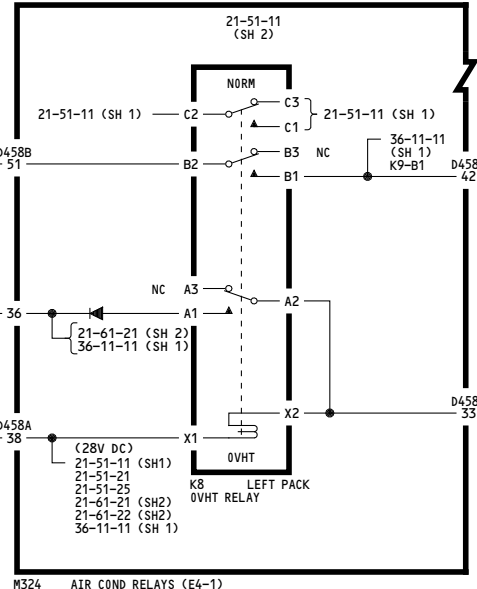 21-51-11
(SH 2)
NORM
21-51-11 (SH 1) C2 C3 21-51-11 (SH 1)
C1
36-11-11
(SH 1)
K9-B1
D458B
51 B2 B3 NC
B1 D458
42
NC A3
36 A1 A2
21-61-21 (SH 2)
36-11-11 (SH 1)
D458A
38 X1 X2 D458
33
(28V DC)
21-51-11 (SH1)
21-51-21
21-51-25
21-61-21 (SH2)
21-61-22 (SH2)
36-11-11 (SH 1)
OVHT
K8 LEFT PACK
OVHT RELAY
M324 AIR COND RELAYS (E4-1)